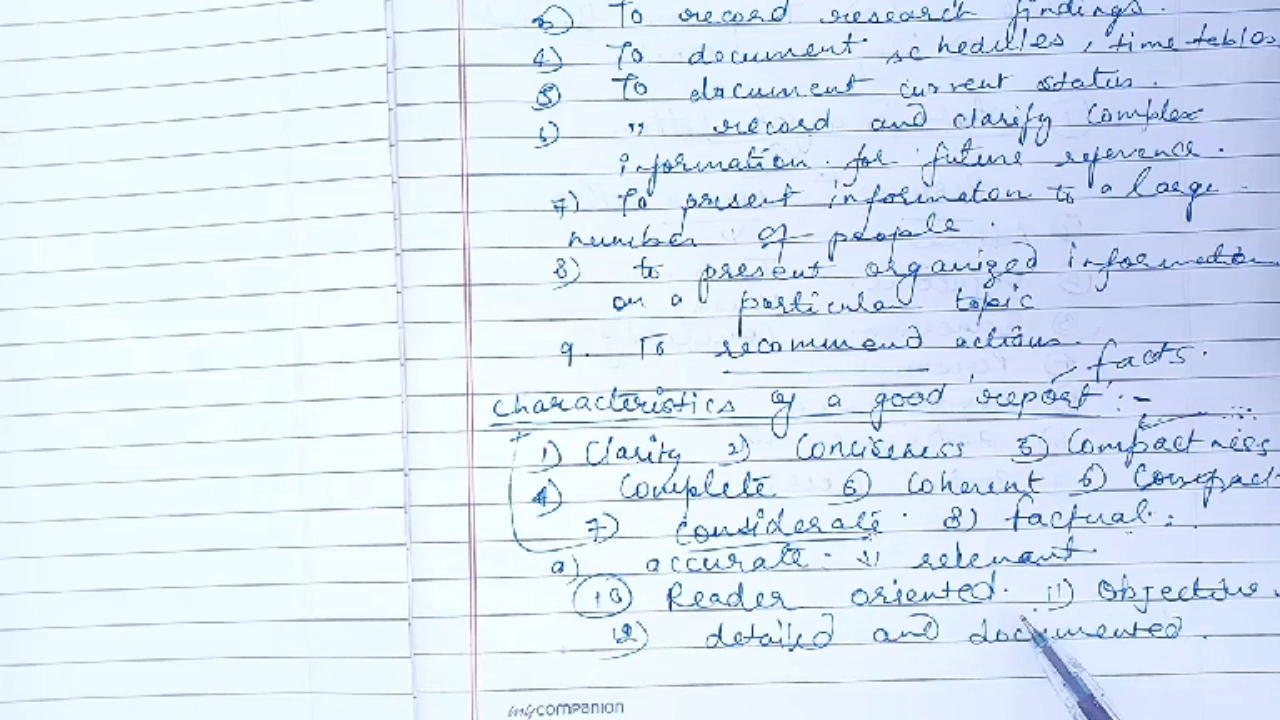 3) To record research findings.
4) To document schedules, time tables
5) To document current status.
6) " record and clarify complex
information for future reference.
7) To present information to a large
number of people.
8) to present organized information
on a particular topic
9. To recommend actions.
facts.
characteristics of a good report :-
1) Clarity 2) Conciseness 3) Compactness
4) Complete 5) Coherent 6)
7) considerate. 8) factual.
9) accurate. relevant.
10 Reader oriented. 11) Objective.
12) detailed and documented.
my companion